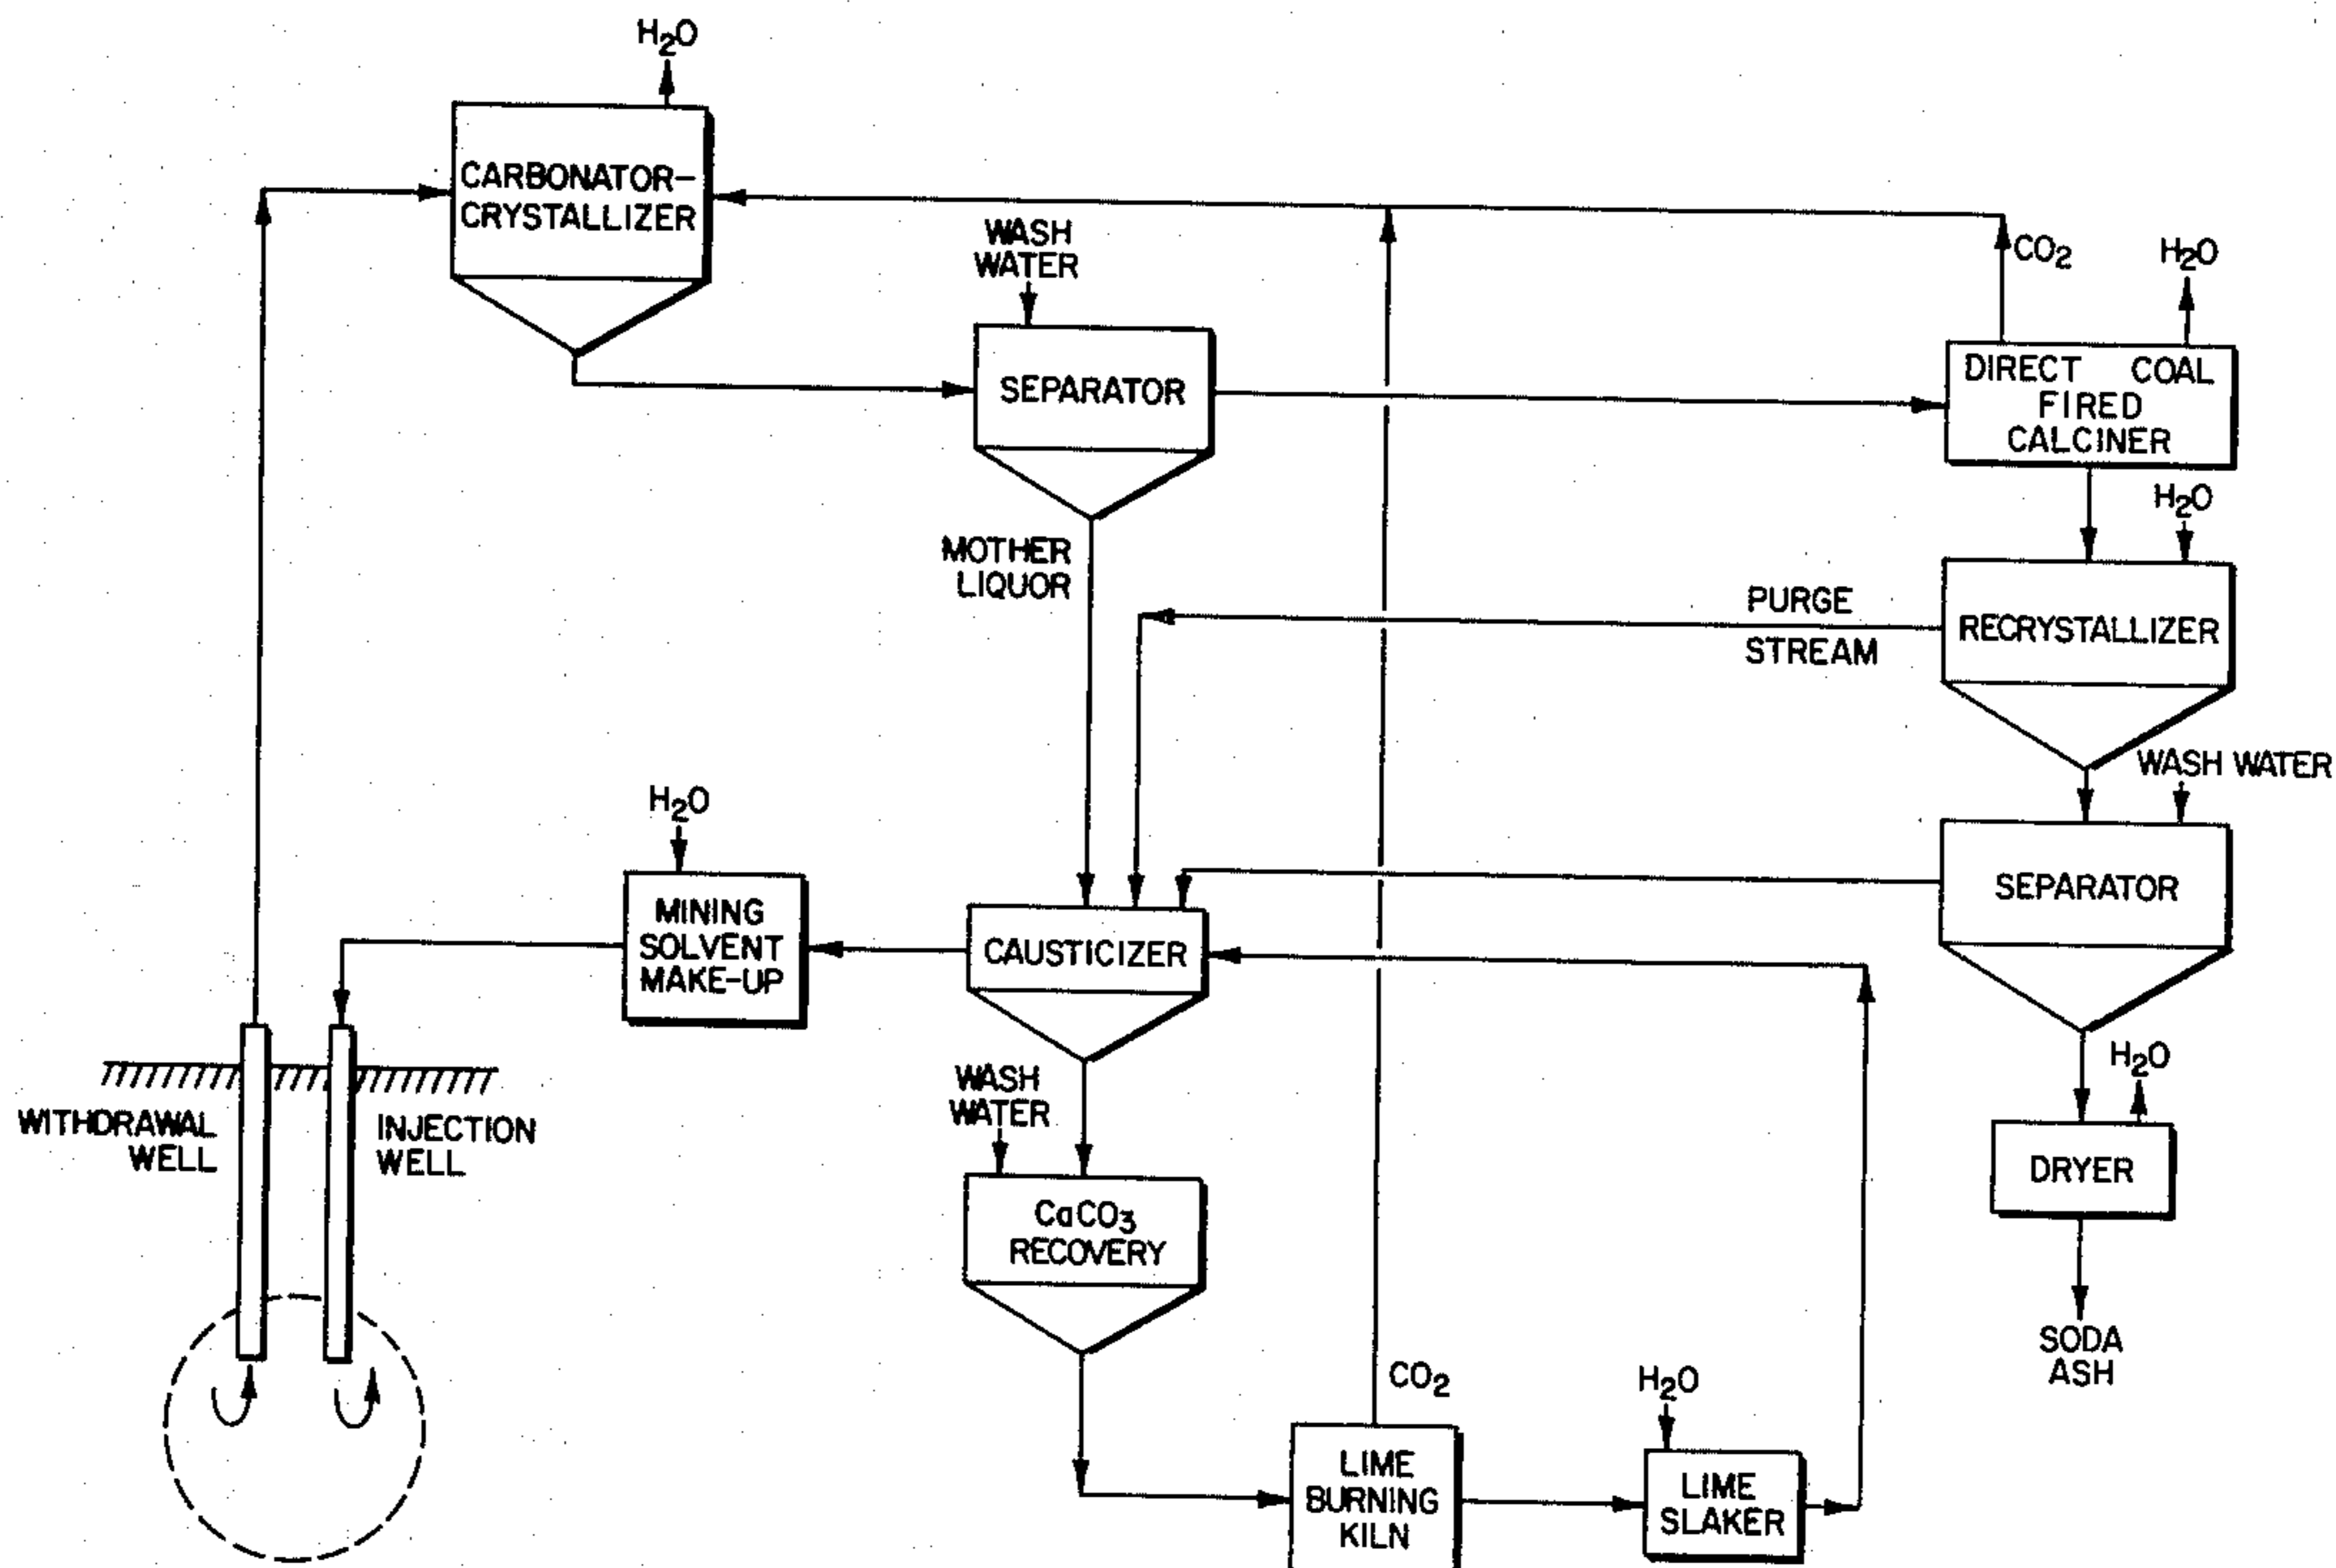 H2O
CARBONATOR-
CRYSTALLIZER
WASH
WATER
SEPARATOR
CO2
H2O
DIRECT COAL
FIRED
CALCINER
MOTHER
LIQUOR
H2O
PURGE
STREAM
RECRYSTALLIZER
WASH WATER
H2O
MINING
SOLVENT
MAKE-UP
CAUSTICIZER
SEPARATOR
WITHDRAWAL
WELL
INJECTION
WELL
WASH
WATER
CaCO3
RECOVERY
H2O
DRYER
SODA
ASH
CO2
LIME
BURNING
KILN
H2O
LIME
SLAKER